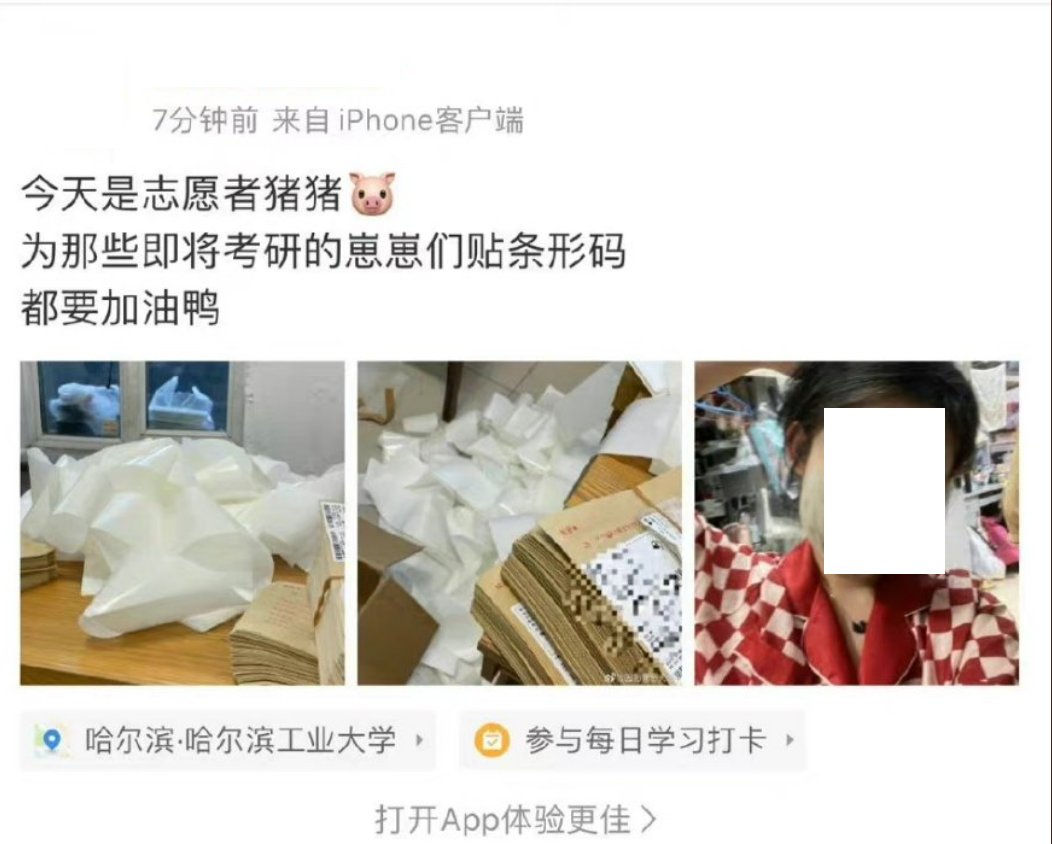 7分钟前 来自 iPhone客户端
今天是志愿者猪猪🐷
为那些即将考研的崽崽们贴条形码
都要加油鸭
哈尔滨·哈尔滨工业大学
参与每日学习打卡
打开App体验更佳